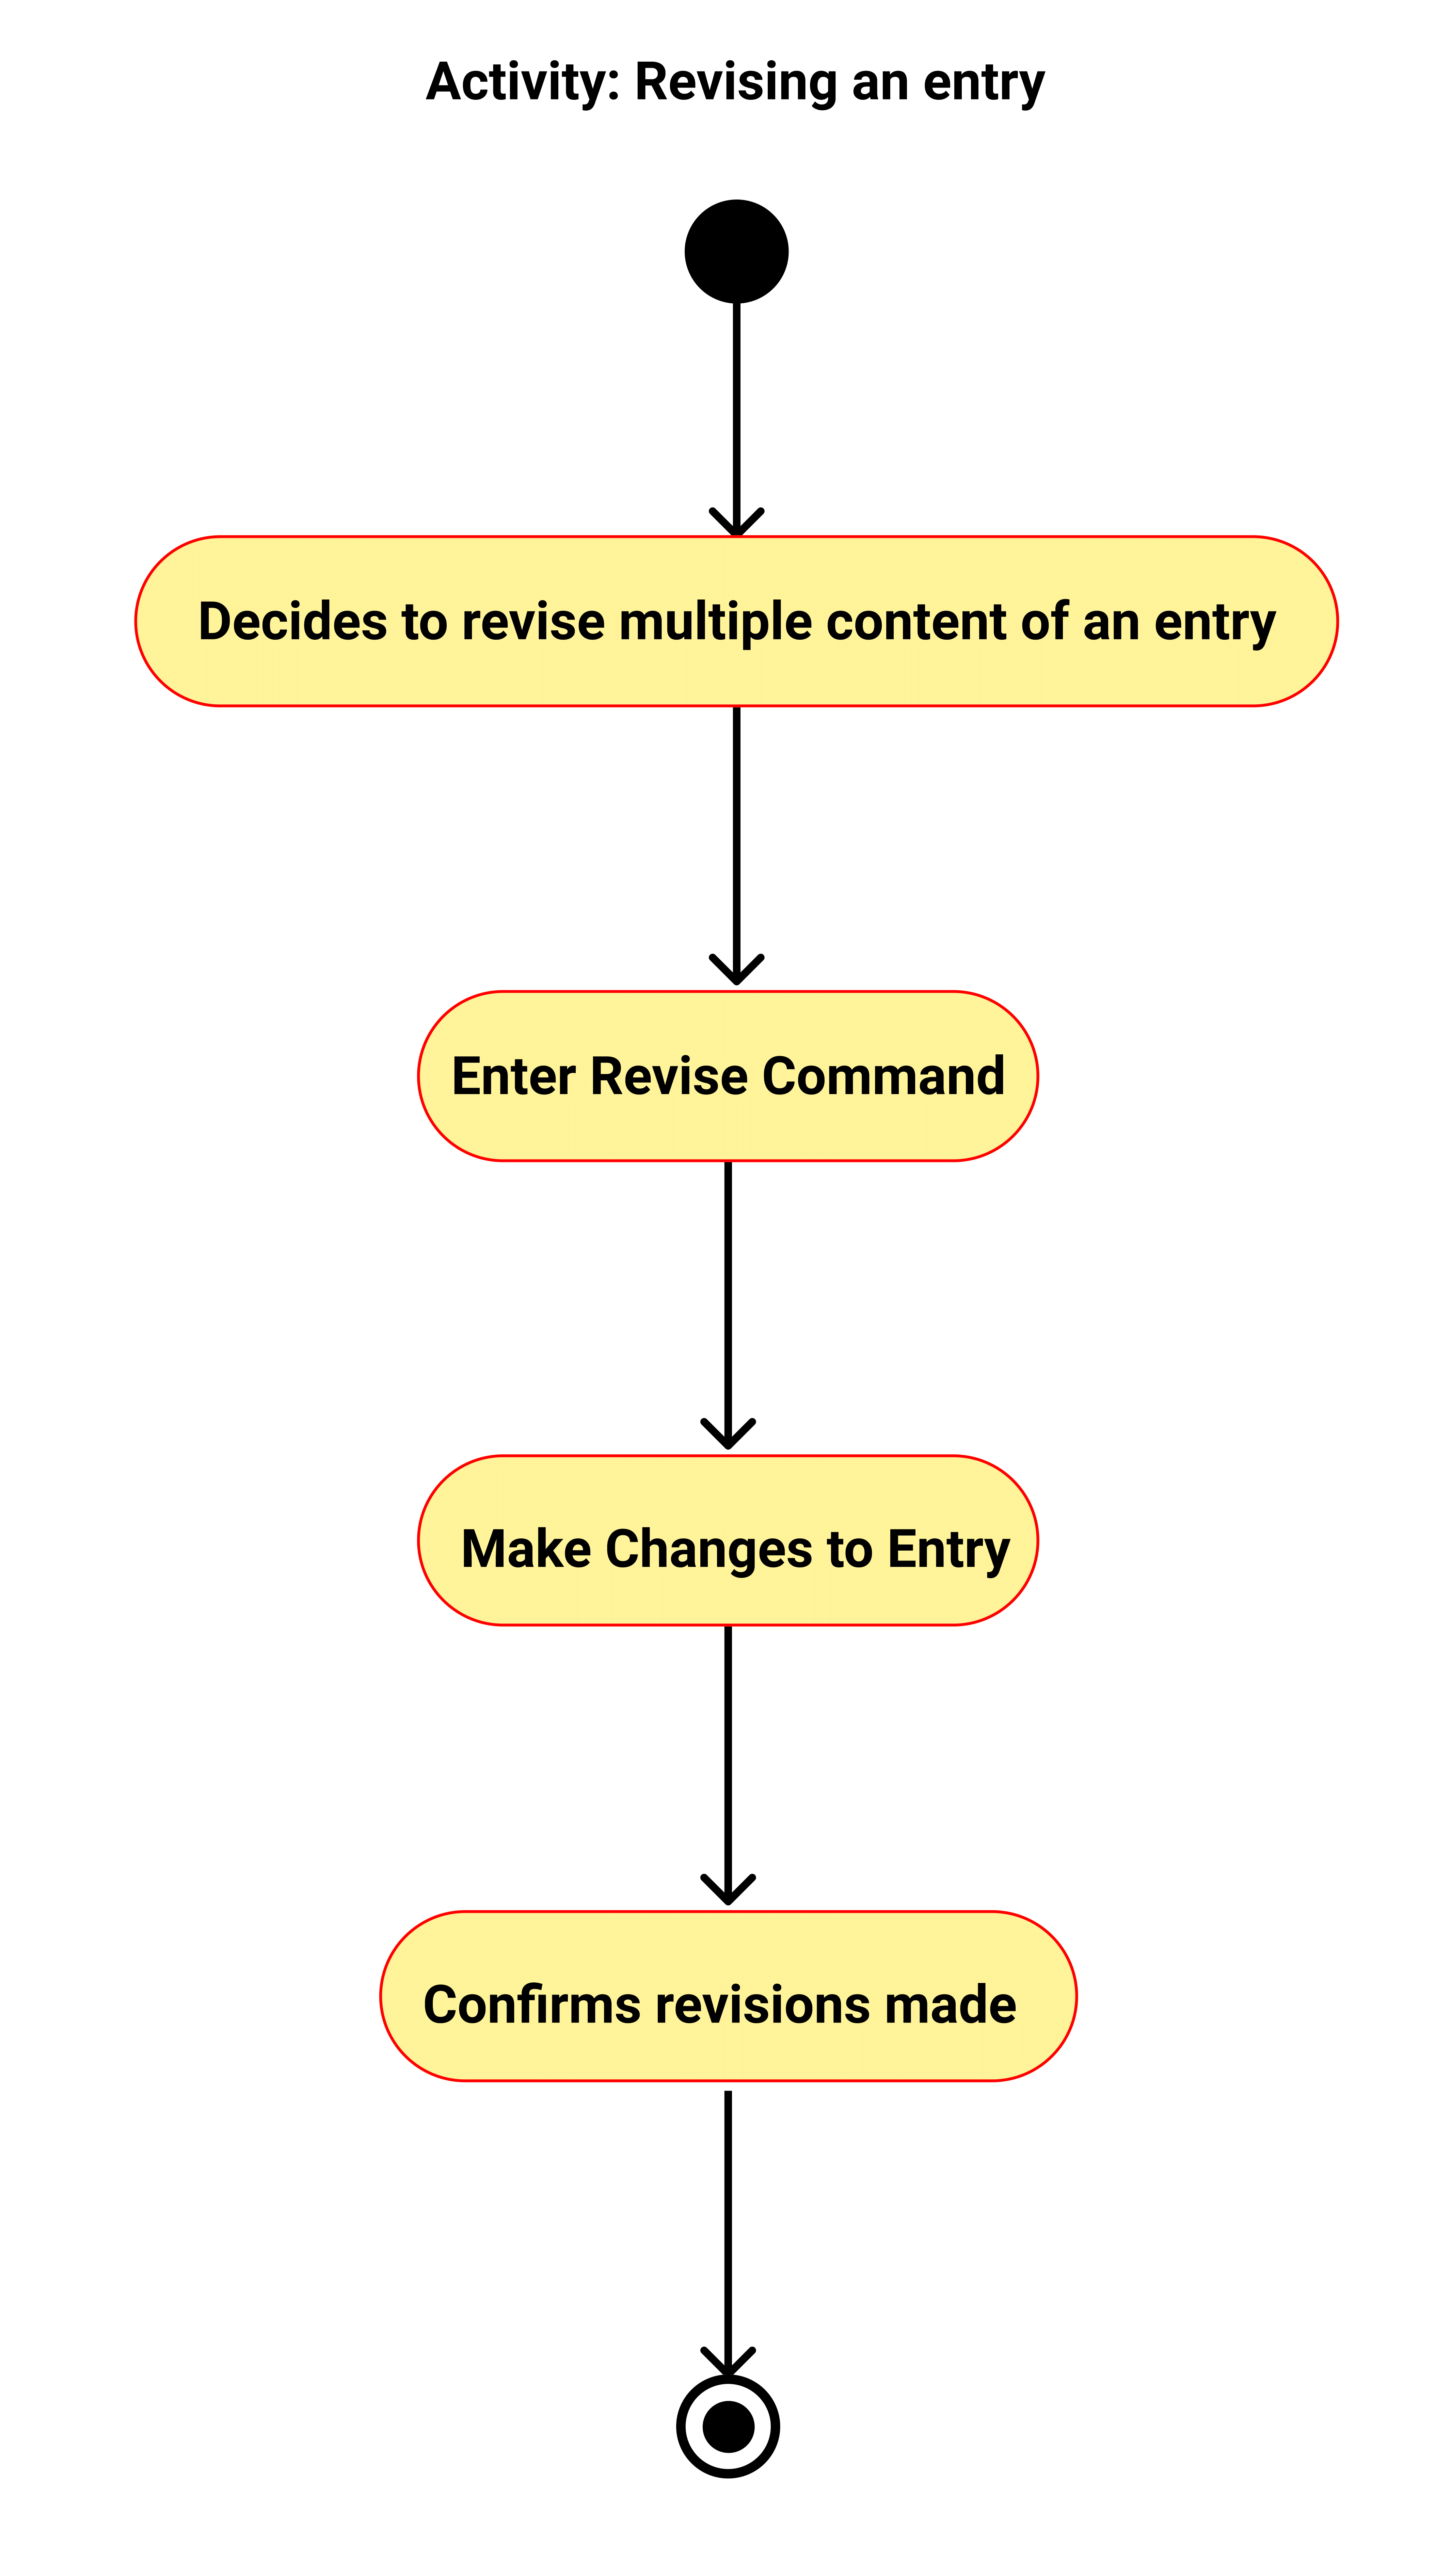 Activity: Revising an entry
Decides to revise multiple content of an entry
Enter Revise Command
Make Changes to Entry
Confirms revisions made